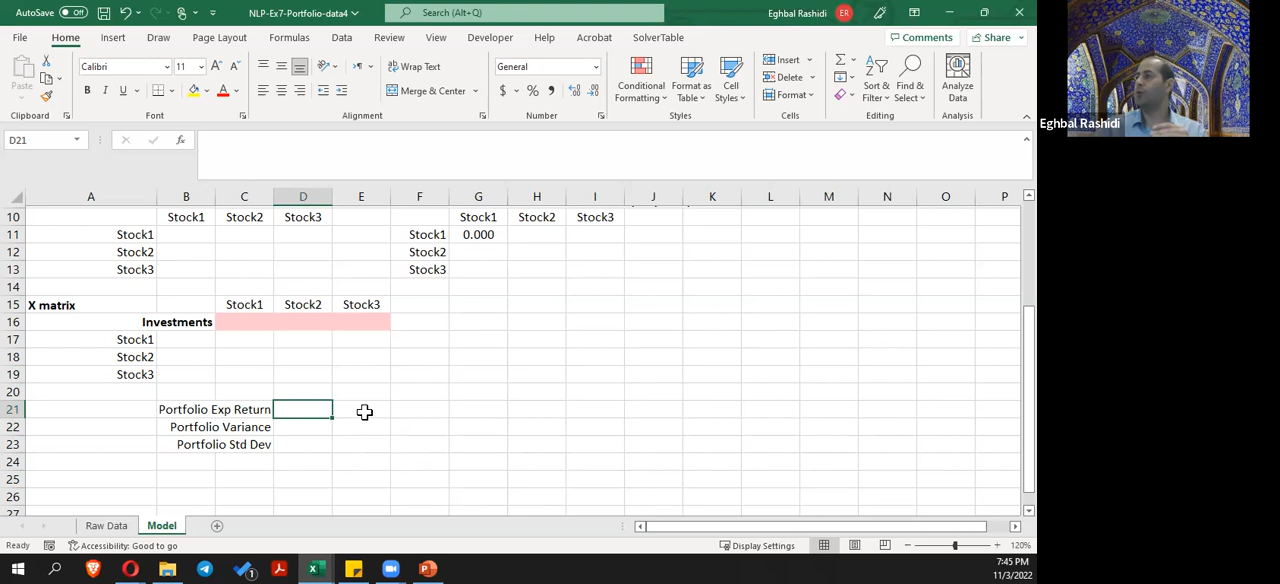 AutoSave Off
NLP-Ex7-Portfolio-data4
Search (Alt+Q)
Eghbal Rashidi ER
File Home Insert Draw Page Layout Formulas Data Review View Developer Help Acrobat SolverTable Comments Share
Paste
Calibri 11
B I U
Wrap Text
Merge & Center
General
$ % 9
Conditional Formatting
Format as Table
Cell Styles
Insert
Delete
Format
Sort & Filter
Find & Select
Analyze Data
Clipboard Font Alignment Number Styles Cells Editing Analysis
D21 fx
A B C D E F G H I J K L M N O P
10 Stock1 Stock2 Stock3 Stock1 Stock2 Stock3
11 Stock1 Stock1 0.000
12 Stock2 Stock2
13 Stock3 Stock3
14
15 X matrix Stock1 Stock2 Stock3
16 Investments
17 Stock1
18 Stock2
19 Stock3
20
21 Portfolio Exp Return
22 Portfolio Variance
23 Portfolio Std Dev
24
25
26
27
Raw Data Model
Ready Accessibility: Good to go Display Settings 120%
1
7:45 PM
11/3/2022
Eghbal Rashidi